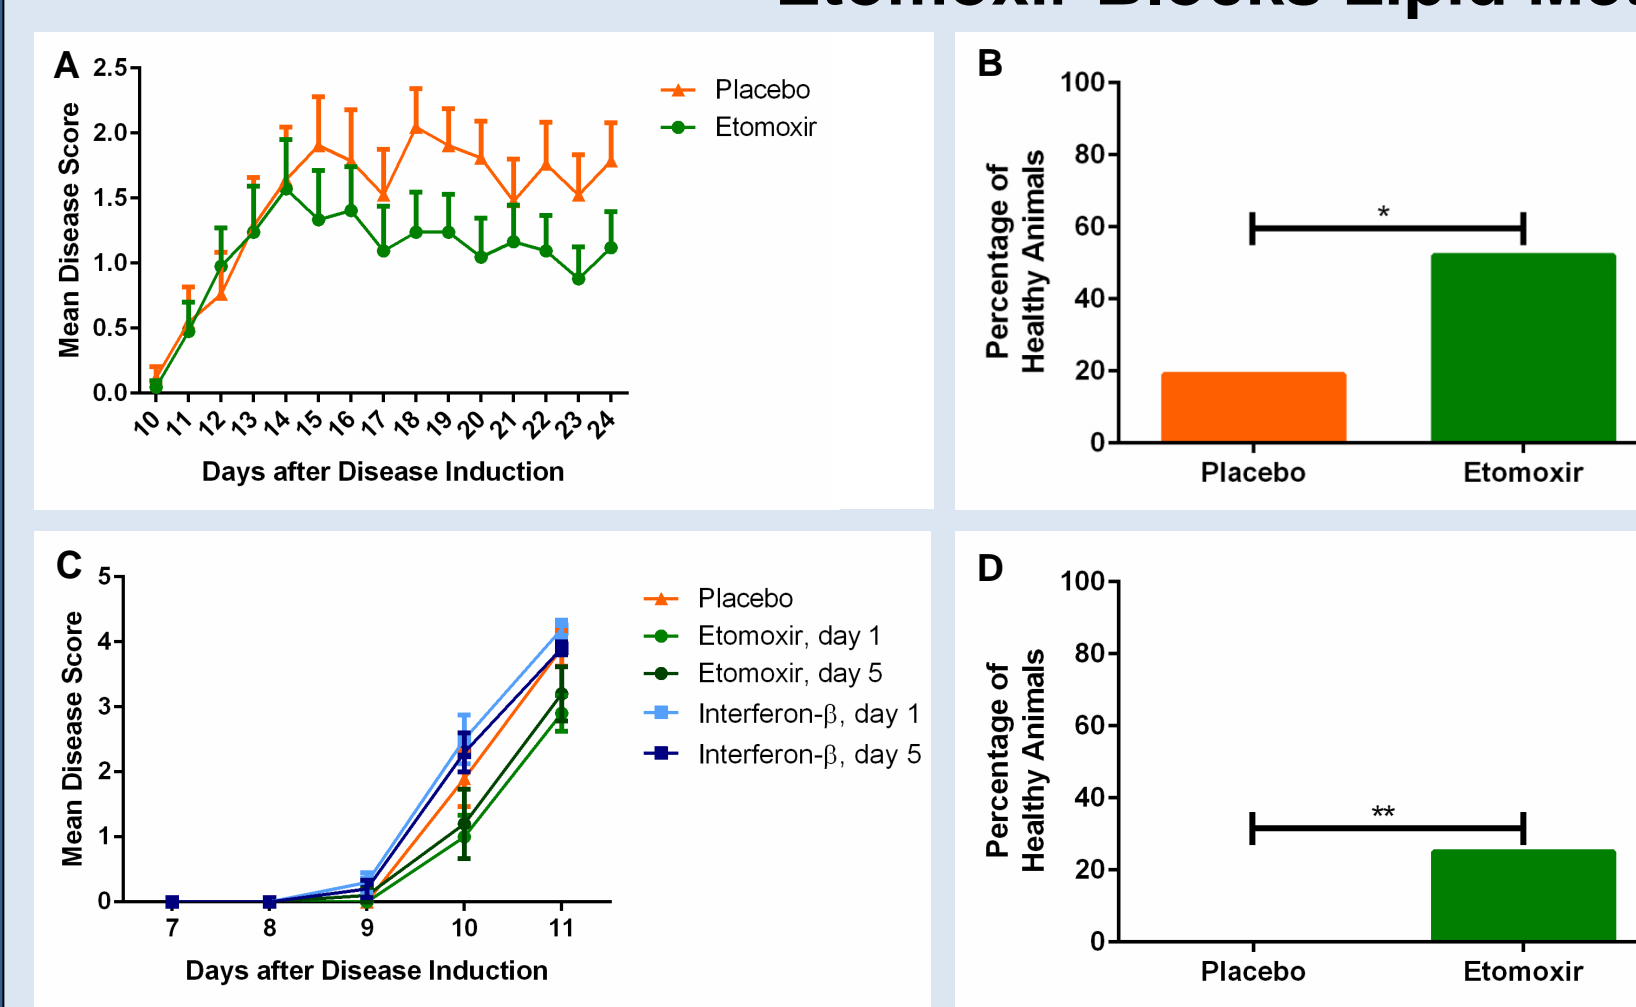 Etomoxir Blocks Lipid
A
2.5
2.0
1.5
1.0
0.5
0.0
Mean Disease Score
10 11 12 13 14 15 16 17 18 19 20 21 22 23 24
Days after Disease Induction
Placebo
Etomoxir
B
100
80
60
40
20
0
Percentage of
Healthy Animals
*
Placebo Etomoxir
C
5
4
3
2
1
0
Mean Disease Score
7 8 9 10 11
Days after Disease Induction
Placebo
Etomoxir, day 1
Etomoxir, day 5
Interferon-β, day 1
Interferon-β, day 5
D
100
80
60
40
20
0
Percentage of
Healthy Animals
**
Placebo Etomoxir